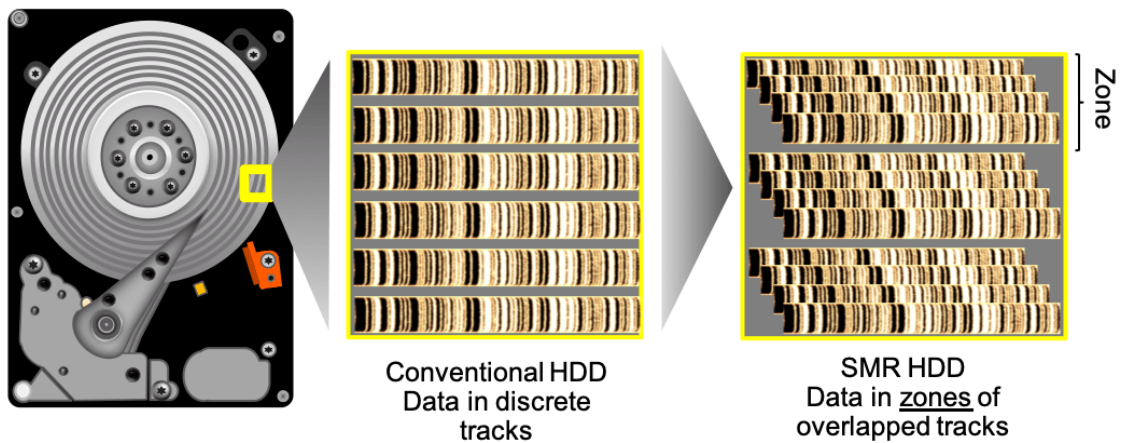 Zone
Conventional HDD
Data in discrete
tracks
SMR HDD
Data in zones of
overlapped tracks